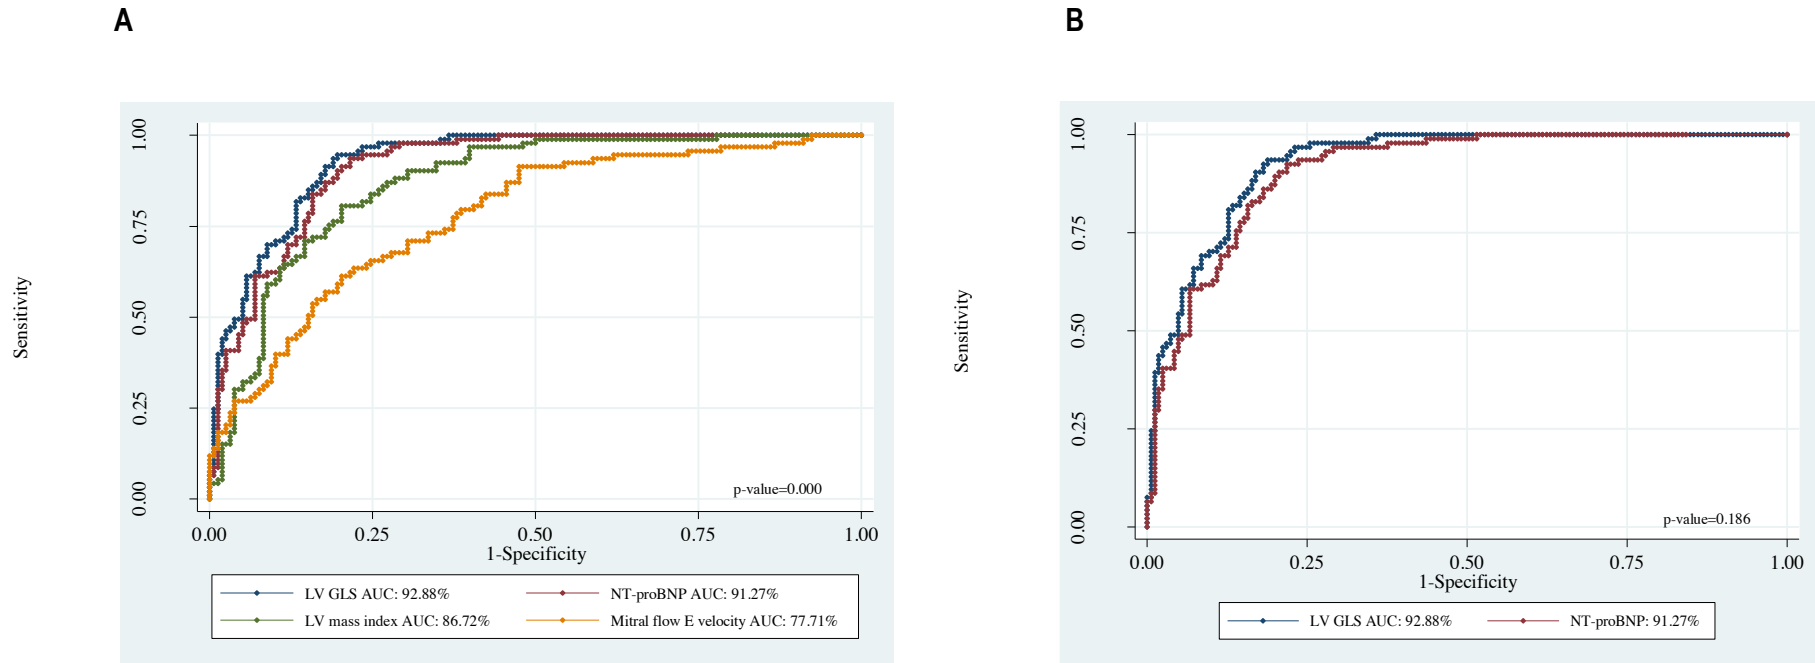 A
Sensitivity
1.00
0.75
0.50
0.25
0.00
p-value=0.000
0.00 0.25 0.50 0.75 1.00
1-Specificity
LV GLS AUC: 92.88% NT-proBNP AUC: 91.27%
LV mass index AUC: 86.72% Mitral flow E velocity AUC: 77.71%
B
Sensitivity
1.00
0.75
0.50
0.25
0.00
p-value=0.186
0.00 0.25 0.50 0.75 1.00
1-Specificity
LV GLS AUC: 92.88% NT-proBNP: 91.27%